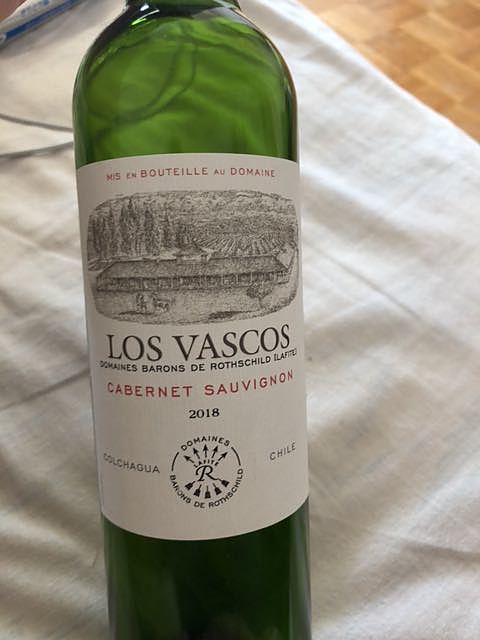 MIS EN BOUTEILLE AU DOMAINE
LOS VASCOS
DOMAINES BARONS DE ROTHSCHILD [LAFITE]
CABERNET SAUVIGNON
2018
COLCHAGUA
CHILE
DOMAINES
LAFITE
R
BARONS DE ROTHSCHILD